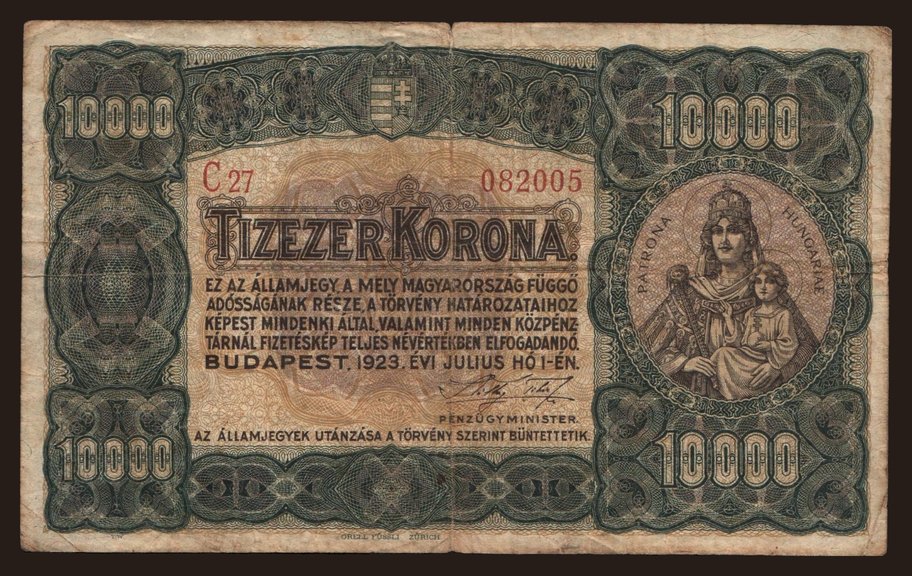 10000
10000
C 27
082005
TIZEZER KORONA.
PATRONA HUNGARIAE
EZ AZ ÁLLAMJEGY, A MELY MAGYARORSZÁG FÜGGŐ
ADÓSSÁGÁNAK RÉSZE, A TÖRVÉNY HATÁROZATAIHOZ
KÉPEST MINDENKI ÁLTAL, VALAMINT MINDEN KÖZPÉNZ-
TÁRNÁL FIZETÉSKÉP TELJES NÉVÉRTÉKBEN ELFOGADANDÓ.
BUDAPEST, 1923. ÉVI JULIUS HÓ 1-ÉN.
PÉNZÜGYMINISTER.
AZ ÁLLAMJEGYEK UTÁNZÁSA A TÖRVÉNY SZERINT BÜNTETTETIK.
10000
10000
ORELL FÜSSLI ZÜRICH